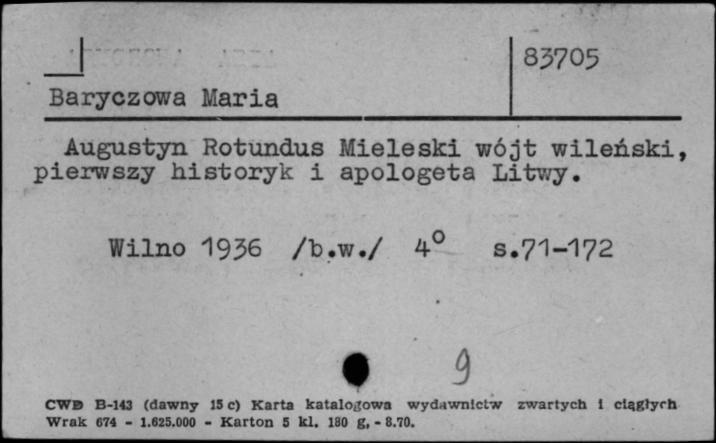 83705
Baryczowa Maria
Augustyn Rotundus Mieleski wójt wileński,
pierwszy historyk i apologeta Litwy.
Wilno 1936 /b.w./ 4° s.71-172
9
CWD B-143 (dawny 15 c) Karta katalogowa wydawnictw zwartych i ciągłych
Wrak 674 - 1.625.000 - Karton 5 kl. 180 g, - 8.70.